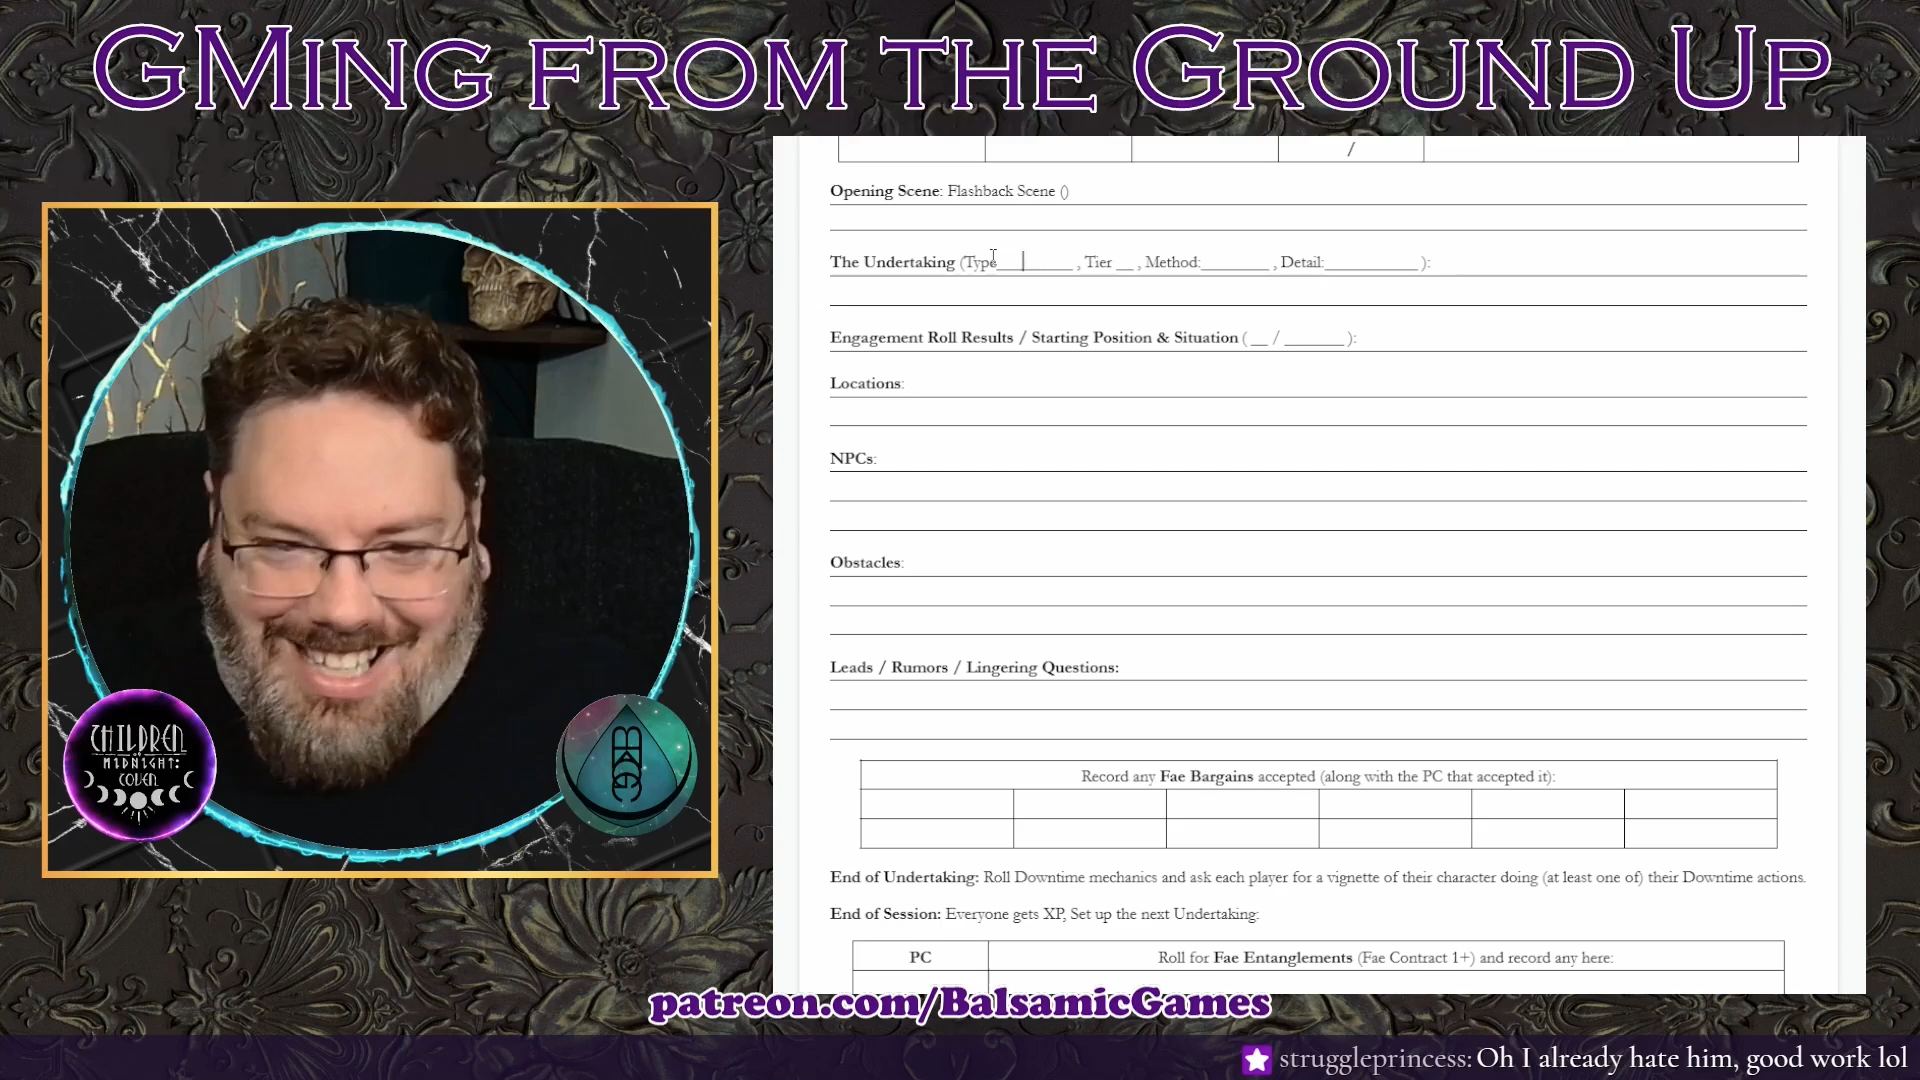 GMing from the Ground Up
/
Opening Scene: Flashback Scene ()
The Undertaking (Type__________ , Tier __ , Method:________ , Detail:___________ ):
Engagement Roll Results / Starting Position & Situation ( __ / _______ ):
Locations:
NPCs:
Obstacles:
Leads / Rumors / Lingering Questions:
Record any Fae Bargains accepted (along with the PC that accepted it):
End of Undertaking: Roll Downtime mechanics and ask each player for a vignette of their character doing (at least one of) their Downtime actions.
End of Session: Everyone gets XP, Set up the next Undertaking:
PC
Roll for Fae Entanglements (Fae Contract 1+) and record any here:
CHILDREN
OF
MIDNIGHT:
COVEN
patreon.com/BalsamicGames
struggleprincess: Oh I already hate him, good work lol